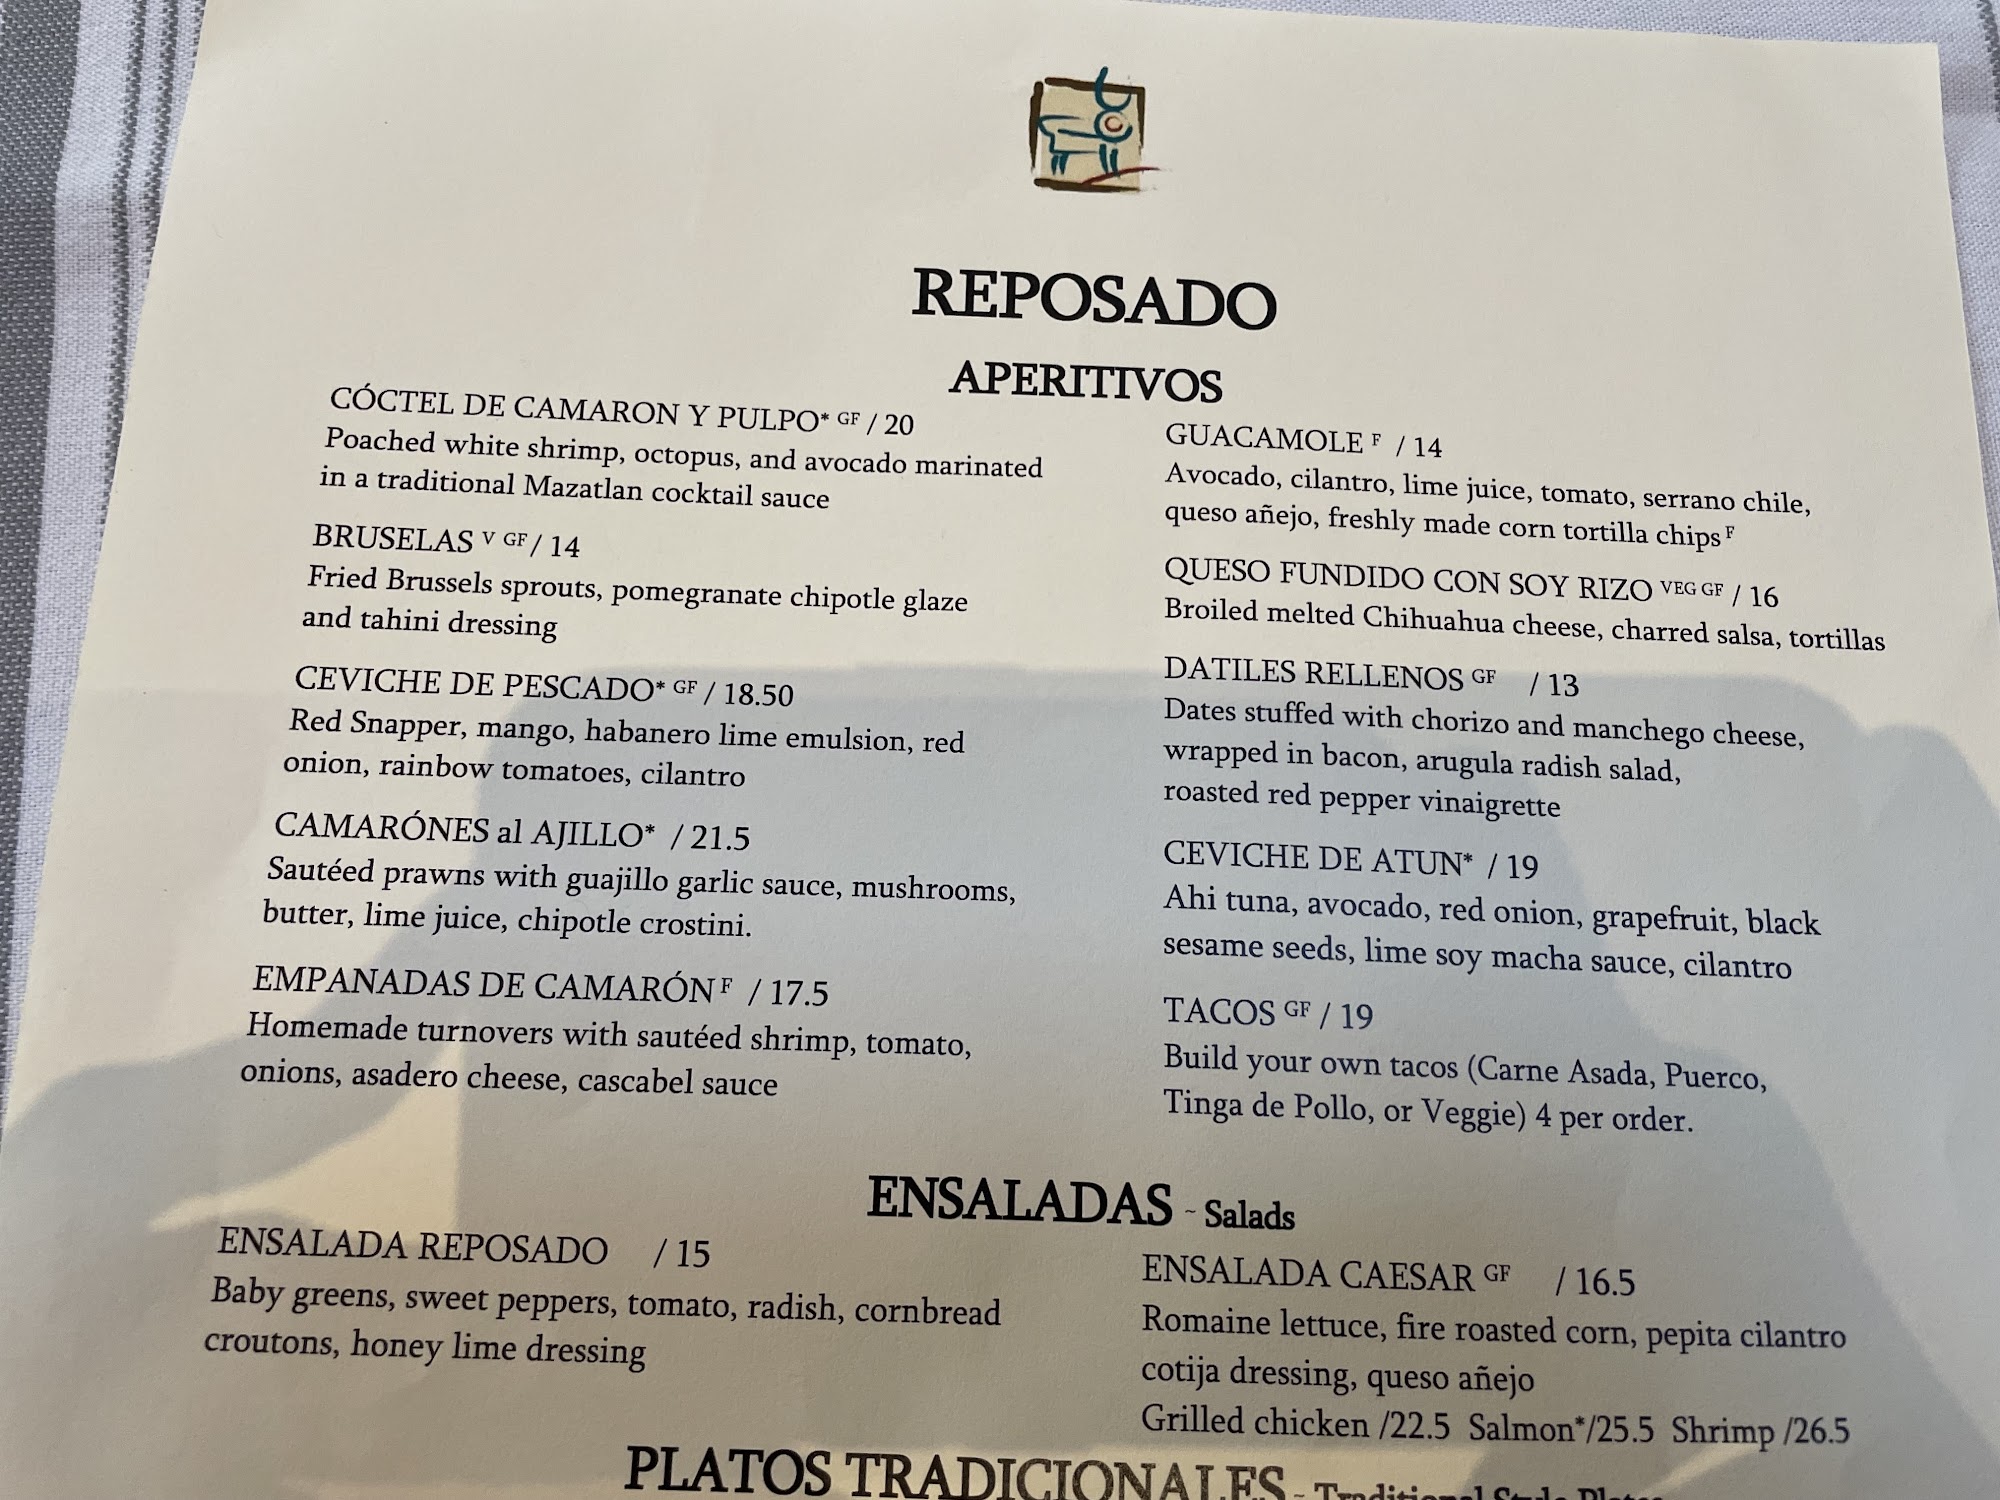 REPOSADO
APERITIVOS
CÓCTEL DE CAMARON Y PULPO* GF / 20
Poached white shrimp, octopus, and avocado marinated
in a traditional Mazatlan cocktail sauce
BRUSELAS V GF / 14
Fried Brussels sprouts, pomegranate chipotle glaze
and tahini dressing
CEVICHE DE PESCADO* GF / 18.50
Red Snapper, mango, habanero lime emulsion, red
onion, rainbow tomatoes, cilantro
CAMARÓNES al AJILLO* / 21.5
Sautéed prawns with guajillo garlic sauce, mushrooms,
butter, lime juice, chipotle crostini.
EMPANADAS DE CAMARÓN F / 17.5
Homemade turnovers with sautéed shrimp, tomato,
onions, asadero cheese, cascabel sauce
GUACAMOLE F / 14
Avocado, cilantro, lime juice, tomato, serrano chile,
queso añejo, freshly made corn tortilla chips F
QUESO FUNDIDO CON SOY RIZO VEG GF / 16
Broiled melted Chihuahua cheese, charred salsa, tortillas
DATILES RELLENOS GF / 13
Dates stuffed with chorizo and manchego cheese,
wrapped in bacon, arugula radish salad,
roasted red pepper vinaigrette
CEVICHE DE ATUN* / 19
Ahi tuna, avocado, red onion, grapefruit, black
sesame seeds, lime soy macha sauce, cilantro
TACOS GF / 19
Build your own tacos (Carne Asada, Puerco,
Tinga de Pollo, or Veggie) 4 per order.
ENSALADAS ~ Salads
ENSALADA REPOSADO / 15
Baby greens, sweet peppers, tomato, radish, cornbread
croutons, honey lime dressing
ENSALADA CAESAR GF / 16.5
Romaine lettuce, fire roasted corn, pepita cilantro
cotija dressing, queso añejo
Grilled chicken /22.5 Salmon*/25.5 Shrimp /26.5
PLATOS TRADICIONALES ~ Traditional Style Plates